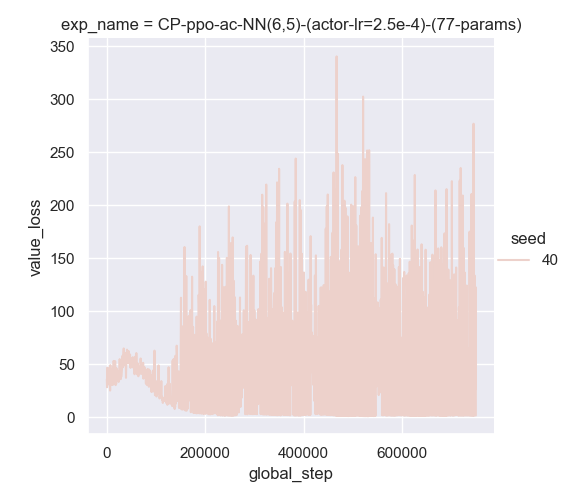 exp_name = CP-ppo-ac-NN(6,5)-(actor-lr=2.5e-4)-(77-params)
350
300
250
200
150
100
50
0
value_loss
0 200000 400000 600000
global_step
seed
40